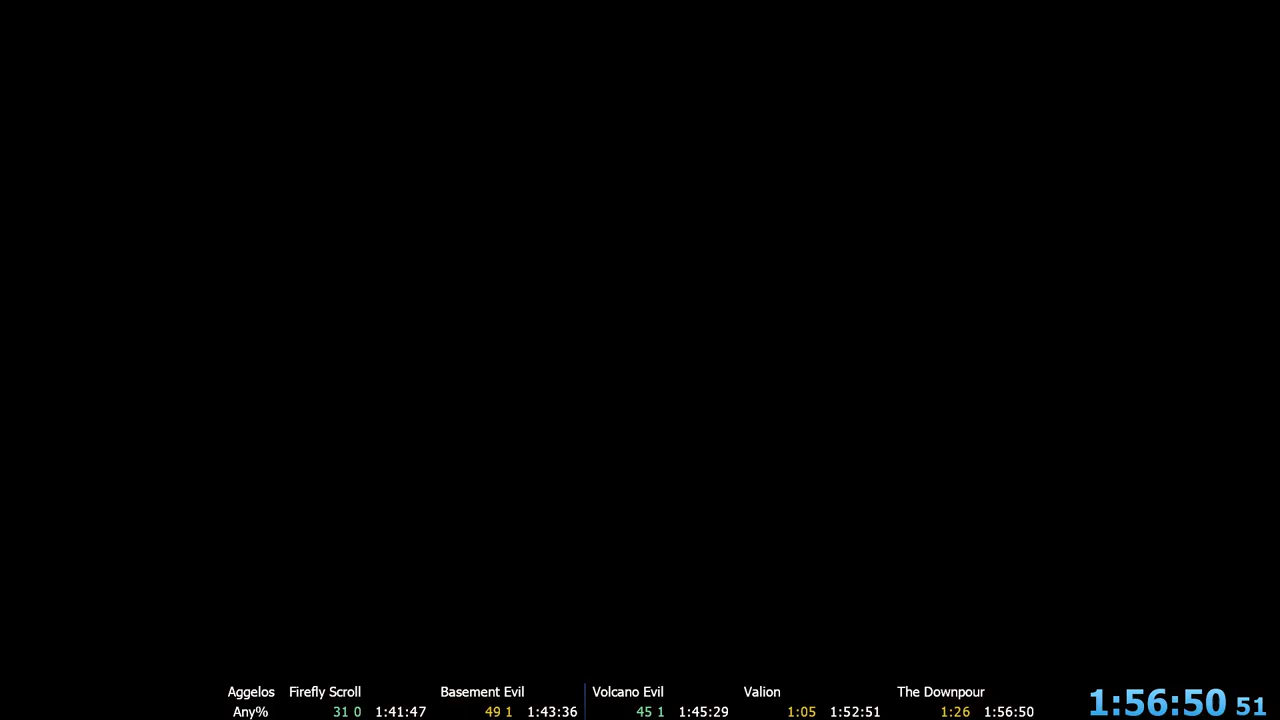 Aggelos Firefly Scroll Basement Evil Volcano Evil Valion The Downpour
Any% 31 0 1:41:47 49 1 1:43:36 45 1 1:45:29 1:05 1:52:51 1:26 1:56:50
1:56:50 51